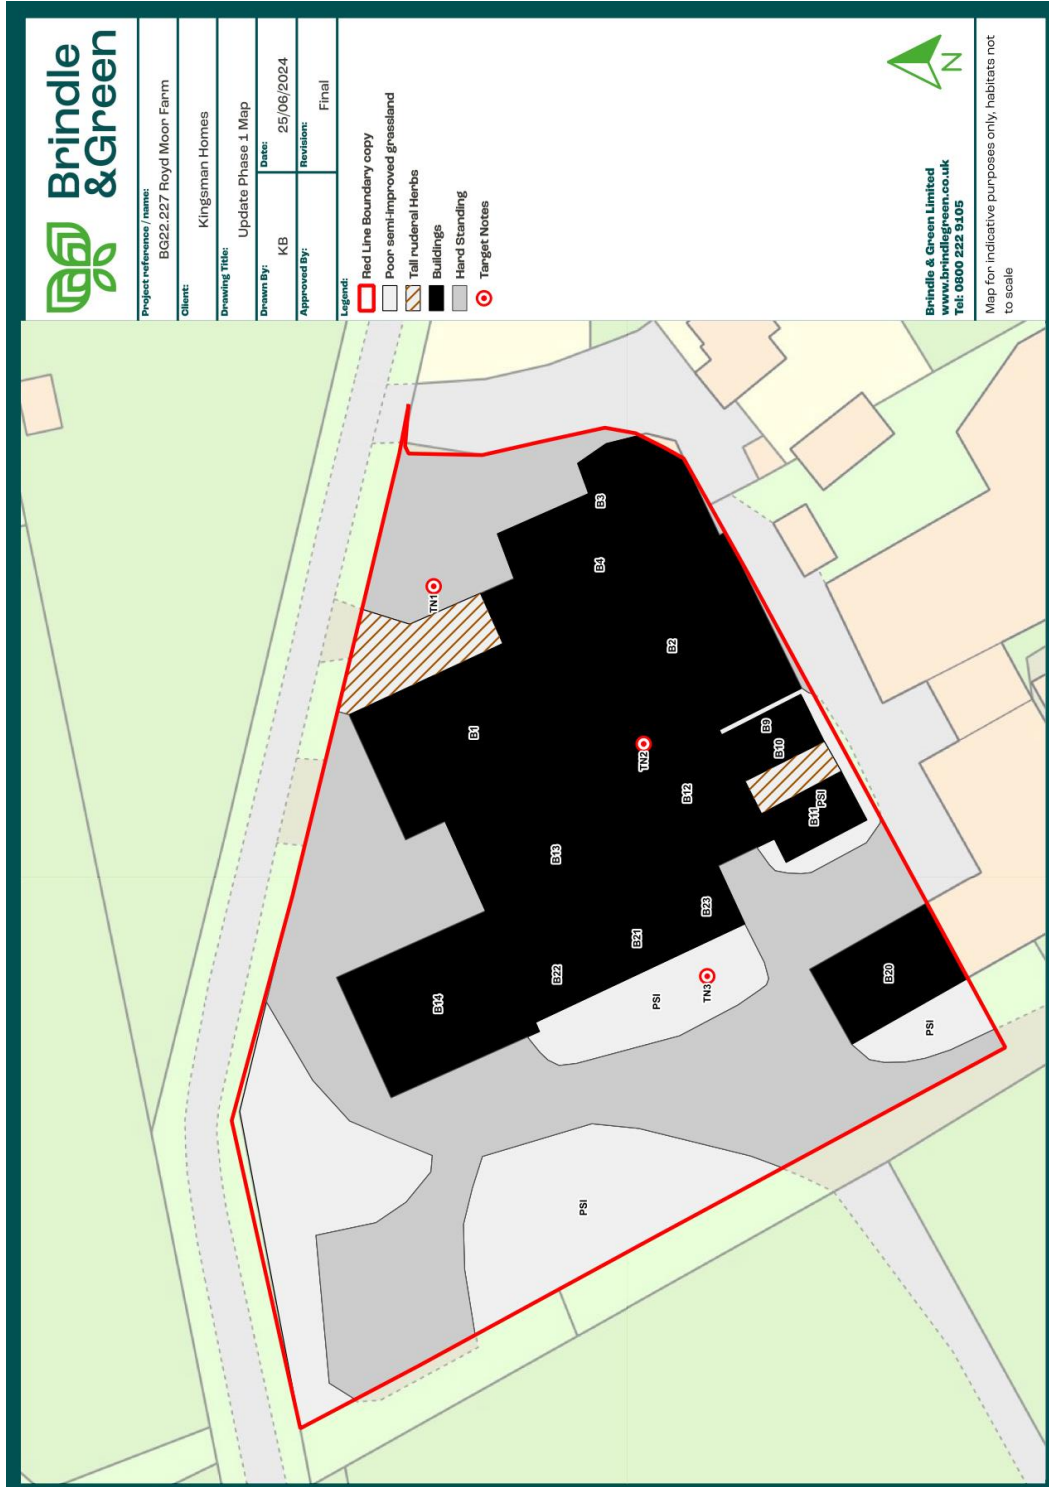 Brindle
&Green
Project reference / name:
BG22.227 Royd Moor Farm
Client:
Kingsman Homes
Drawing Title:
Update Phase 1 Map
Drawn By:
KB
Date:
25/06/2024
Approved By:
Revision:
Final
Legend:
Red Line Boundary copy
Poor semi-improved grassland
Tall ruderal Herbs
Buildings
Hard Standing
Target Notes
N
Brindle & Green Limited
www.brindlegreen.co.uk
Tel: 0800 222 9105
Map for indicative purposes only, habitats not
to scale
B3
B4
TN1
B2
B1
B9
B10
TN2
B12
B11
PSI
B13
B23
B21
B22
B14
PSI
TN3
B20
PSI
PSI